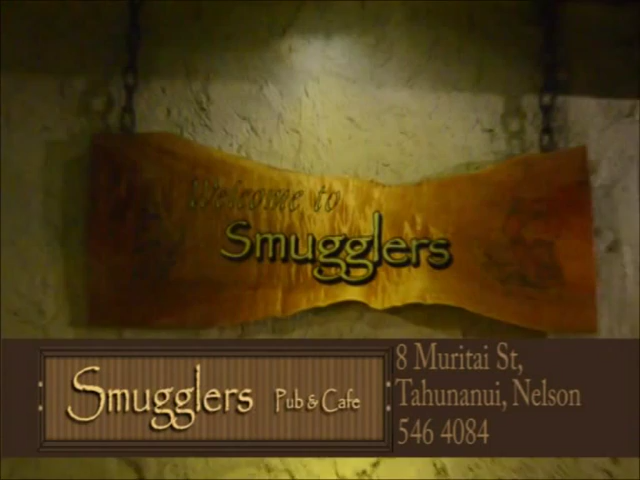 Welcome to
Smugglers
Smugglers Pub & Cafe
8 Muritai St,
Tahunanui, Nelson
546 4084